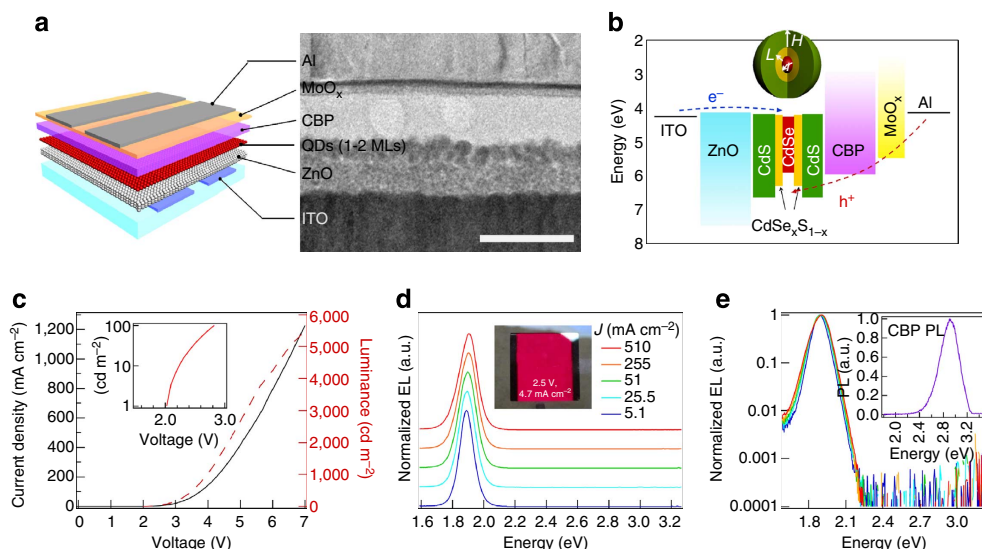 a
Al
MoOₓ
CBP
QDs (1-2 MLs)
ZnO
ITO
b
Energy (eV)
2
3
4
5
6
7
8
H
L
r
e⁻
ITO
ZnO
CdS
CdSe
CdS
CBP
MoOₓ
Al
h⁺
CdSeₓS₁₋ₓ
c
Current density (mA cm⁻²)
1,200
1,000
800
600
400
200
0
0 1 2 3 4 5 6 7
Voltage (V)
6,000
5,000
4,000
3,000
2,000
1,000
0
Luminance (cd m⁻²)
(cd m⁻²)
100
10
1
2.0 3.0
Voltage (V)
d
Normalized EL (a.u.)
J (mA cm⁻²)
510
255
51
25.5
5.1
2.5 V,
4.7 mA cm⁻²
1.6 1.8 2.0 2.2 2.4 2.6 2.8 3.0 3.2
Energy (eV)
e
Normalized EL (a.u.)
1
0.1
0.01
0.001
0.0001
1.8 2.1 2.4 2.7 3.0
Energy (eV)
CBP PL
PL (a.u.)
1.0
0.8
0.6
0.4
0.2
0.0
2.0 2.4 2.8 3.2
Energy (eV)